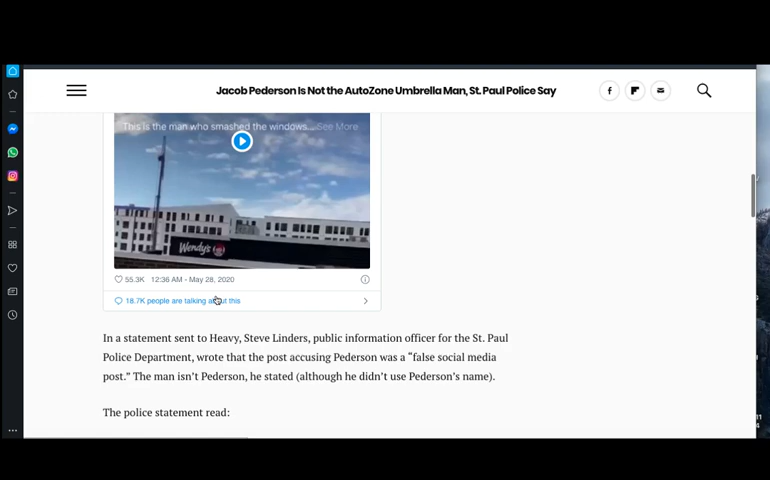 Jacob Pederson Is Not the AutoZone Umbrella Man, St. Paul Police Say
This is the man who smashed the windows... See More
Wendy's
55.3K 12:36 AM - May 28, 2020
18.7K people are talking about this
In a statement sent to Heavy, Steve Linders, public information officer for the St. Paul
Police Department, wrote that the post accusing Pederson was a “false social media
post.” The man isn’t Pederson, he stated (although he didn’t use Pederson’s name).
The police statement read: